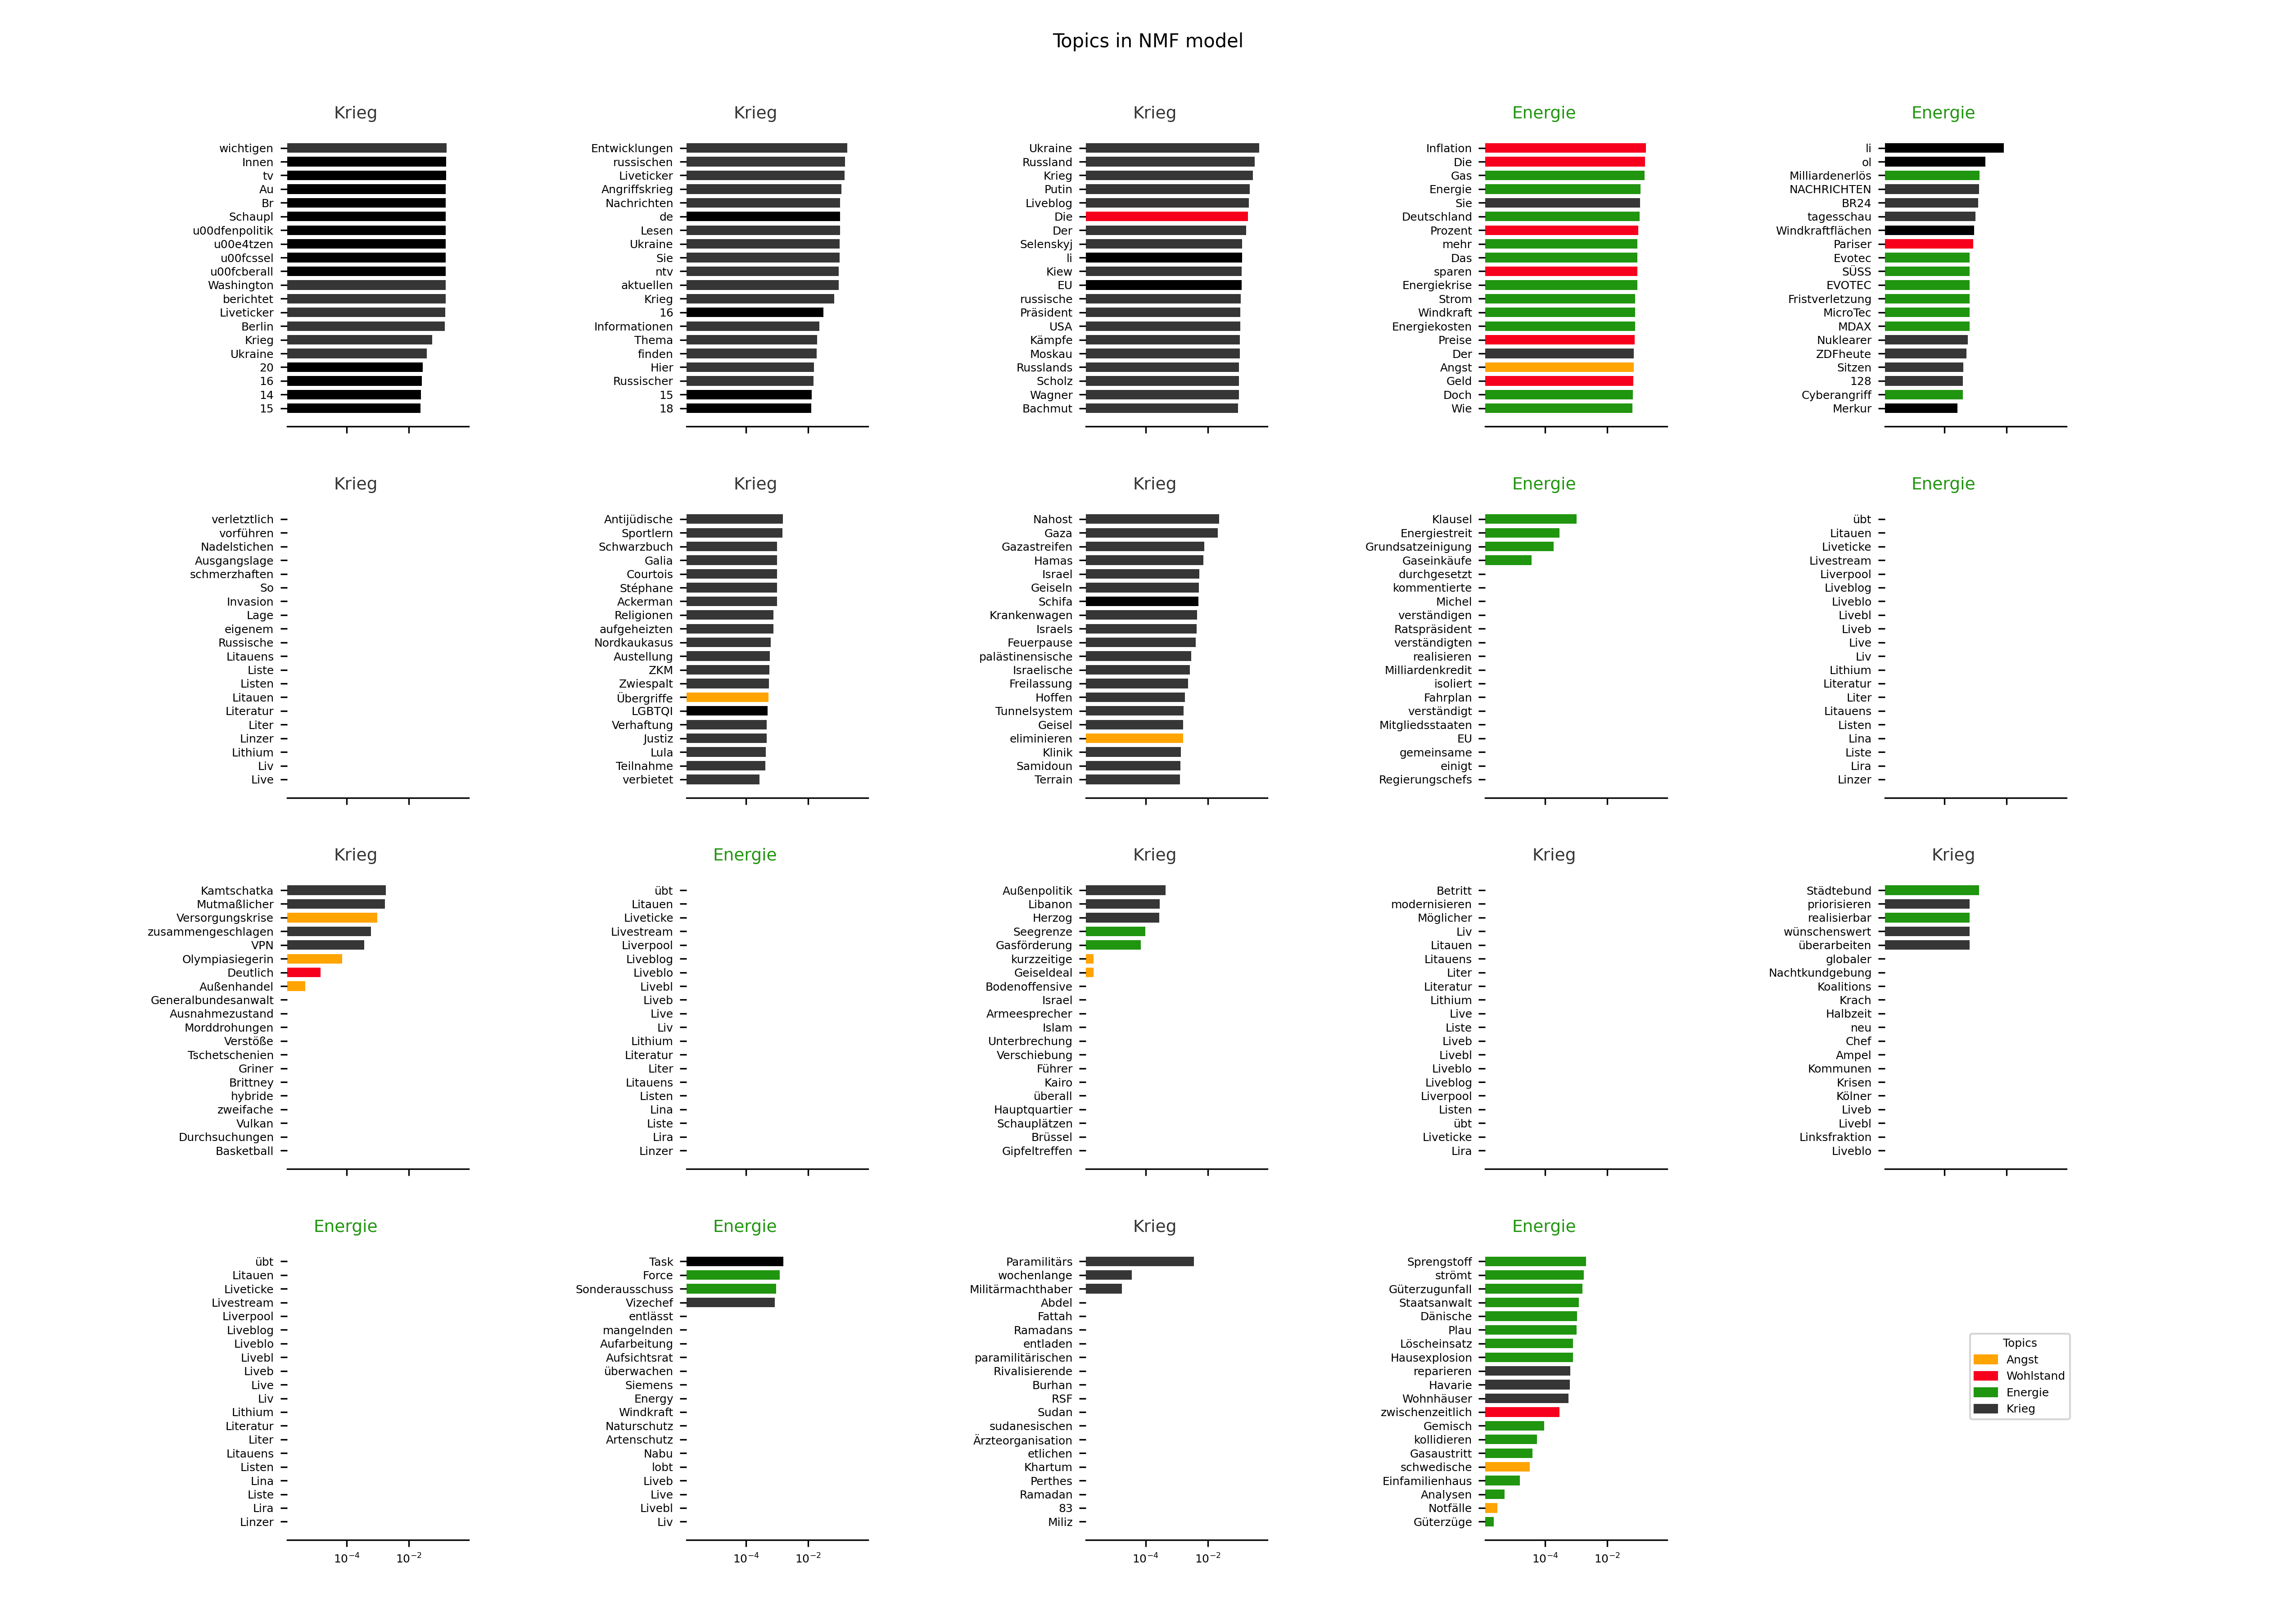 Topics in NMF model
Krieg
wichtigen
Innen
tv
Au
Br
Schaupl
u00dfenpolitik
u00e4tzen
u00fcssel
u00fcberall
Washington
berichtet
Liveticker
Berlin
Krieg
Ukraine
20
16
14
15
Krieg
Entwicklungen
russischen
Liveticker
Angriffskrieg
Nachrichten
de
Lesen
Ukraine
Sie
ntv
aktuellen
Krieg
16
Informationen
Thema
finden
Hier
Russischer
15
18
Krieg
Ukraine
Russland
Krieg
Putin
Liveblog
Die
Der
Selenskyj
li
Kiew
EU
russische
Präsident
USA
Kämpfe
Moskau
Russlands
Scholz
Wagner
Bachmut
Energie
Inflation
Die
Gas
Energie
Sie
Deutschland
Prozent
mehr
Das
sparen
Energiekrise
Strom
Windkraft
Energiekosten
Preise
Der
Angst
Geld
Doch
Wie
Energie
li
ol
Milliardenerlös
NACHRICHTEN
BR24
tagesschau
Windkraftflächen
Pariser
Evotec
SÜSS
EVOTEC
Fristverletzung
MicroTec
MDAX
Nuklearer
ZDFheute
Sitzen
128
Cyberangriff
Merkur
Krieg
verletztlich
vorführen
Nadelstichen
Ausgangslage
schmerzhaften
So
Invasion
Lage
eigenem
Russische
Litauens
Liste
Listen
Litauen
Literatur
Liter
Linzer
Lithium
Liv
Live
Krieg
Antijüdische
Sportlern
Schwarzbuch
Galia
Courtois
Stéphane
Ackerman
Religionen
aufgeheizten
Nordkaukasus
Austellung
ZKM
Zwiespalt
Übergriffe
LGBTQI
Verhaftung
Justiz
Lula
Teilnahme
verbietet
Krieg
Nahost
Gaza
Gazastreifen
Hamas
Israel
Geiseln
Schifa
Krankenwagen
Israels
Feuerpause
palästinensische
Israelische
Freilassung
Hoffen
Tunnelsystem
Geisel
eliminieren
Klinik
Samidoun
Terrain
Energie
Klausel
Energiestreit
Grundsatzeinigung
Gaseinkäufe
durchgesetzt
kommentierte
Michel
verständigen
Ratspräsident
verständigten
realisieren
Milliardenkredit
isoliert
Fahrplan
verständigt
Mitgliedsstaaten
EU
gemeinsame
einigt
Regierungschefs
Energie
übt
Litauen
Liveticke
Livestream
Liverpool
Liveblog
Liveblo
Livebl
Liveb
Live
Liv
Lithium
Literatur
Liter
Litauens
Listen
Lina
Liste
Lira
Linzer
Krieg
Kamtschatka
Mutmaßlicher
Versorgungskrise
zusammengeschlagen
VPN
Olympiasiegerin
Deutlich
Außenhandel
Generalbundesanwalt
Ausnahmezustand
Morddrohungen
Verstöße
Tschetschenien
Griner
Brittney
hybride
zweifache
Vulkan
Durchsuchungen
Basketball
Energie
übt
Litauen
Liveticke
Livestream
Liverpool
Liveblog
Liveblo
Livebl
Liveb
Live
Liv
Lithium
Literatur
Liter
Litauens
Listen
Lina
Liste
Lira
Linzer
Krieg
Außenpolitik
Libanon
Herzog
Seegrenze
Gasförderung
kurzzeitige
Geiseldeal
Bodenoffensive
Israel
Armeesprecher
Islam
Unterbrechung
Verschiebung
Führer
Kairo
überall
Hauptquartier
Schauplätzen
Brüssel
Gipfeltreffen
Krieg
Betritt
modernisieren
Möglicher
Liv
Litauen
Litauens
Liter
Literatur
Lithium
Live
Liste
Liveb
Livebl
Liveblo
Liveblog
Liverpool
Listen
übt
Liveticke
Lira
Krieg
Städtebund
priorisieren
realisierbar
wünschenswert
überarbeiten
globaler
Nachtkundgebung
Koalitions
Krach
Halbzeit
neu
Chef
Ampel
Kommunen
Krisen
Kölner
Liveb
Livebl
Linksfraktion
Liveblo
Energie
übt
Litauen
Liveticke
Livestream
Liverpool
Liveblog
Liveblo
Livebl
Liveb
Live
Liv
Lithium
Literatur
Liter
Litauens
Listen
Lina
Liste
Lira
Linzer
10⁻⁴ 10⁻²
Energie
Task
Force
Sonderausschuss
Vizechef
entlässt
mangelnden
Aufarbeitung
Aufsichtsrat
überwachen
Siemens
Energy
Windkraft
Naturschutz
Artenschutz
Nabu
lobt
Liveb
Live
Livebl
Liv
10⁻⁴ 10⁻²
Krieg
Paramilitärs
wochenlange
Militärmachthaber
Abdel
Fattah
Ramadans
entladen
paramilitärischen
Rivalisierende
Burhan
RSF
Sudan
sudanesischen
Ärzteorganisation
etlichen
Khartum
Perthes
Ramadan
83
Miliz
10⁻⁴ 10⁻²
Energie
Sprengstoff
strömt
Güterzugunfall
Staatsanwalt
Dänische
Plau
Löscheinsatz
Hausexplosion
reparieren
Havarie
Wohnhäuser
zwischenzeitlich
Gemisch
kollidieren
Gasaustritt
schwedische
Einfamilienhaus
Analysen
Notfälle
Güterzüge
10⁻⁴ 10⁻²
Topics
Angst
Wohlstand
Energie
Krieg